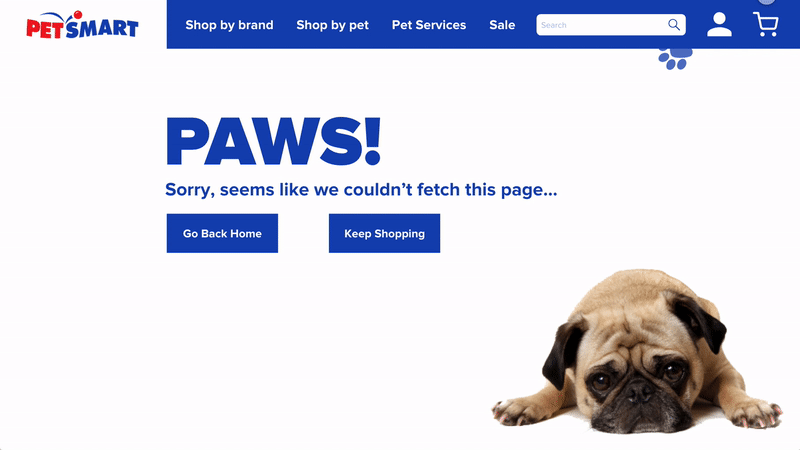 PETSMART
Shop by brand Shop by pet Pet Services Sale Search
PAWS!
Sorry, seems like we couldn’t fetch this page...
Go Back Home Keep Shopping